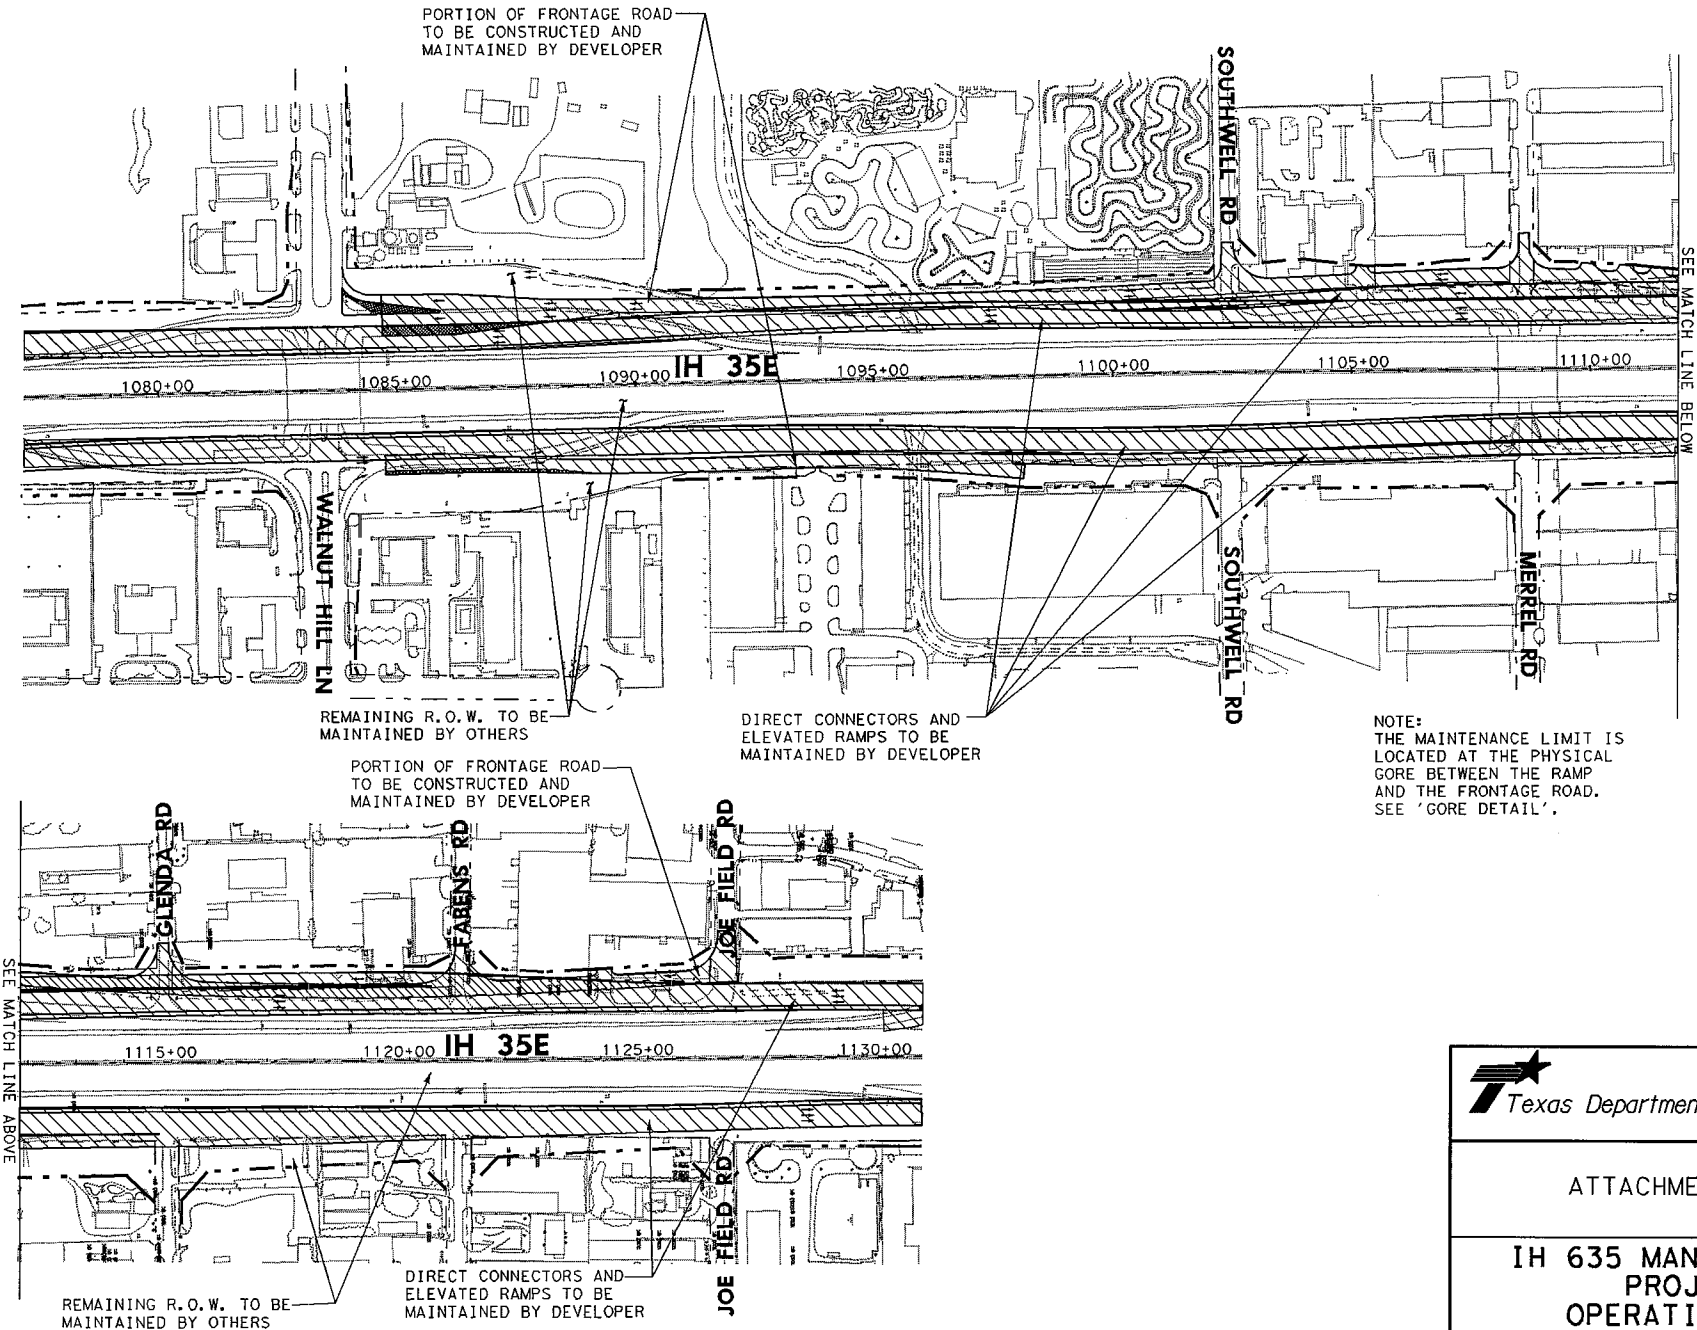 PORTION OF FRONTAGE ROAD
TO BE CONSTRUCTED AND
MAINTAINED BY DEVELOPER
SOUTHWELL RD
SEE MATCH LINE BELOW
IH 35E
1080+00
1085+00
1090+00
1095+00
1100+00
1105+00
1110+00
WALNUT HILL LN
SOUTHWELL RD
MERREL RD
REMAINING R.O.W. TO BE
MAINTAINED BY OTHERS
DIRECT CONNECTORS AND
ELEVATED RAMPS TO BE
MAINTAINED BY DEVELOPER
NOTE:
THE MAINTENANCE LIMIT IS
LOCATED AT THE PHYSICAL
GORE BETWEEN THE RAMP
AND THE FRONTAGE ROAD.
SEE 'GORE DETAIL'.
PORTION OF FRONTAGE ROAD
TO BE CONSTRUCTED AND
MAINTAINED BY DEVELOPER
GLENDA RD
FABENS RD
JOE FIELD RD
SEE MATCH LINE ABOVE
IH 35E
1115+00
1120+00
1125+00
1130+00
JOE FIELD RD
REMAINING R.O.W. TO BE
MAINTAINED BY OTHERS
DIRECT CONNECTORS AND
ELEVATED RAMPS TO BE
MAINTAINED BY DEVELOPER
Texas Departmen
ATTACHME
IH 635 MAN
PROJ
OPERATI